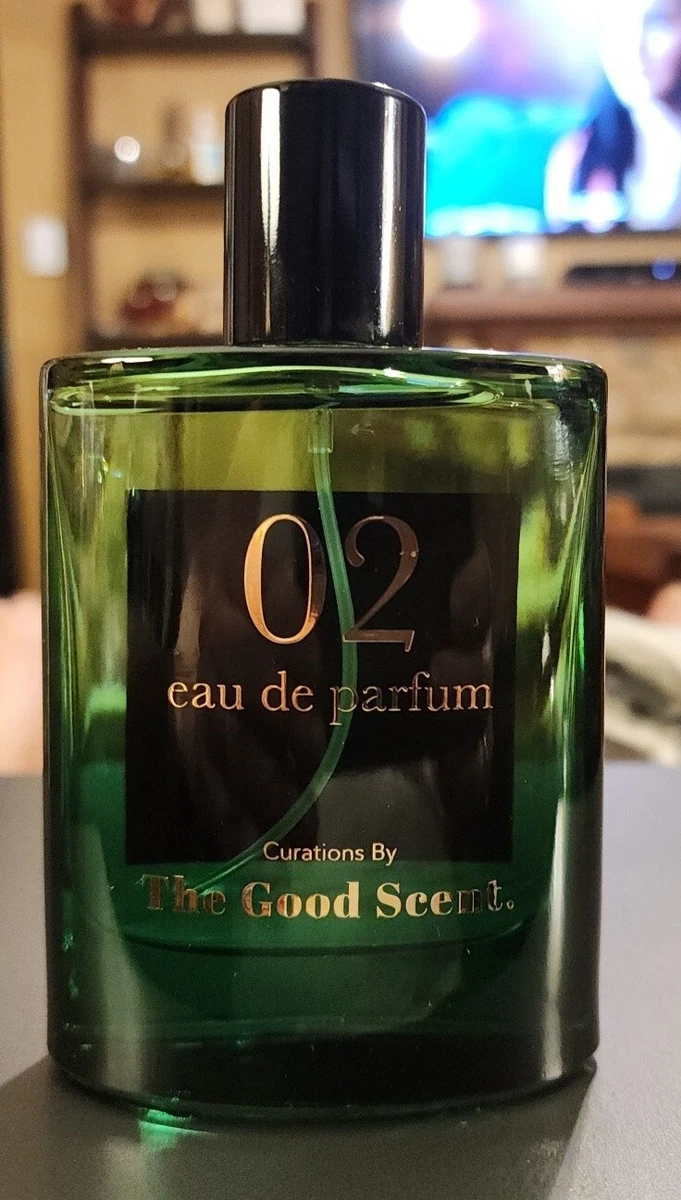 02
eau de parfum
Curations By
The Good Scent.